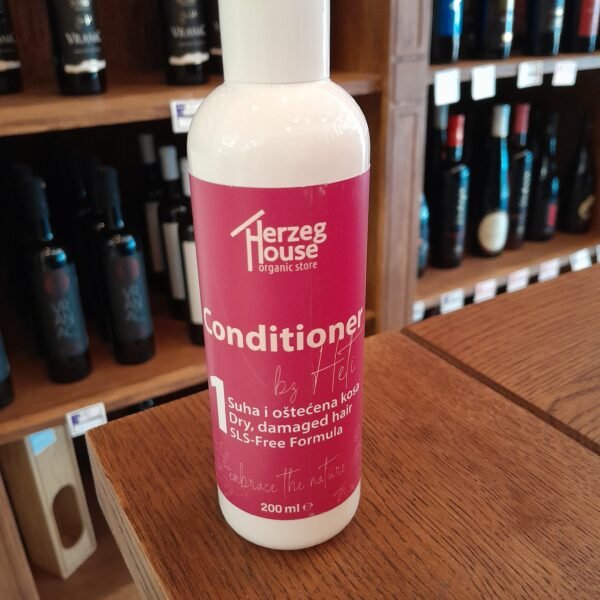 VRANAC
Herzeg
House
organic store
Conditioner
by Heti
1
Suha i oštećena kosa
Dry, damaged hair
SLS-Free Formula
embrace the nature
200 ml ℮